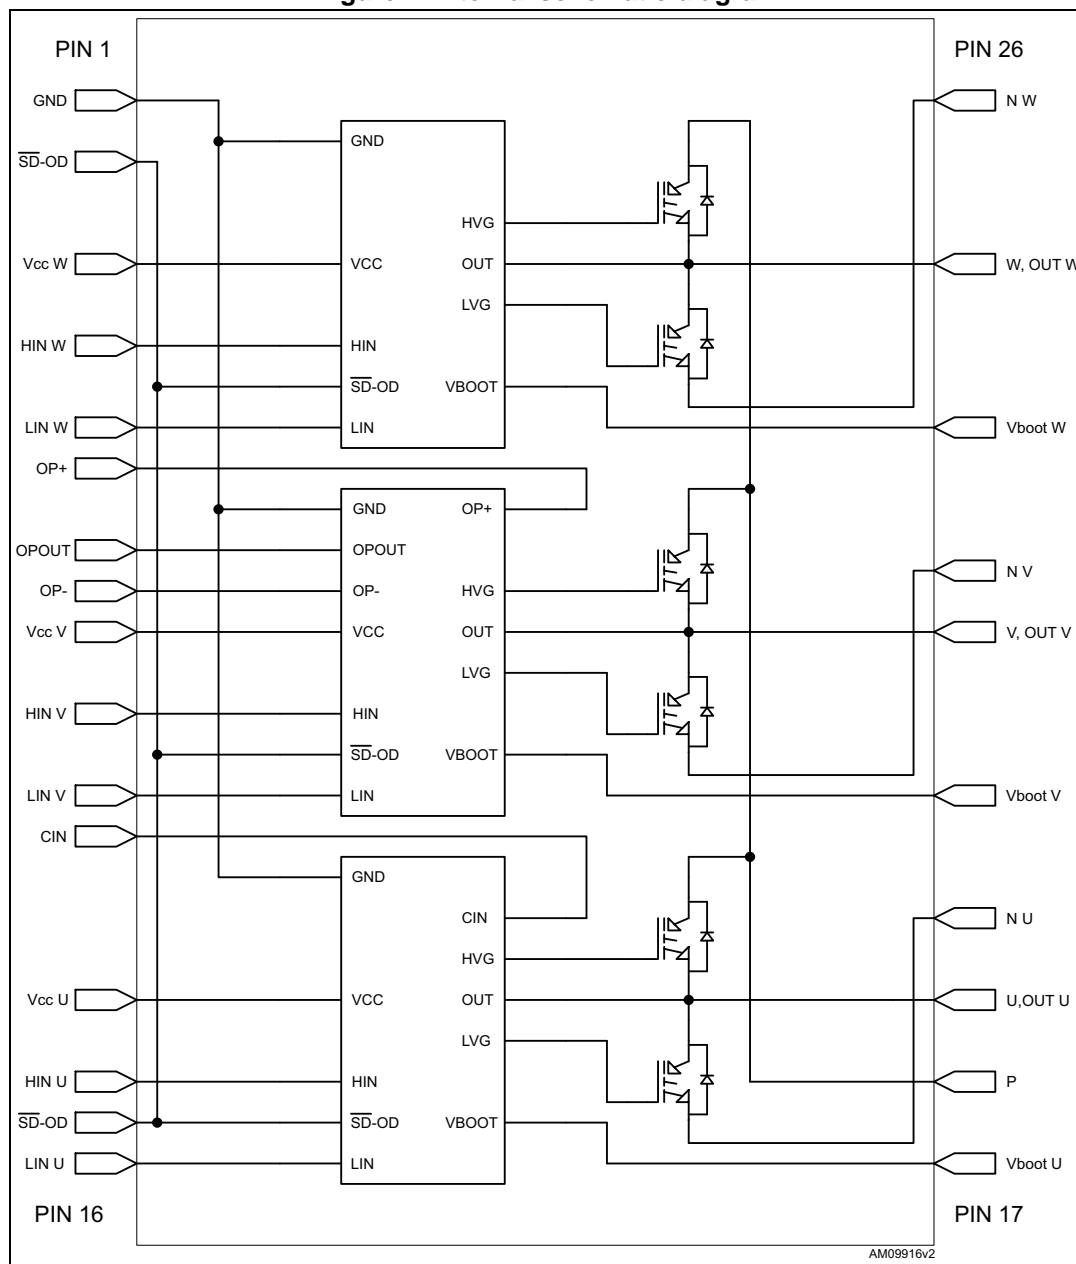 PIN 1
PIN 26
GND
N W
GND
SD-OD
HVG
Vcc W
VCC
OUT
W, OUT W
LVG
HIN W
HIN
SD-OD
VBOOT
LIN W
LIN
Vboot W
OP+
GND
OP+
OPOUT
OPOUT
N V
OP-
OP-
HVG
Vcc V
VCC
OUT
V, OUT V
LVG
HIN V
HIN
SD-OD
VBOOT
LIN V
LIN
Vboot V
CIN
GND
CIN
N U
HVG
Vcc U
VCC
OUT
U,OUT U
LVG
HIN U
HIN
P
SD-OD
SD-OD
VBOOT
LIN U
LIN
Vboot U
PIN 16
PIN 17
AM09916v2